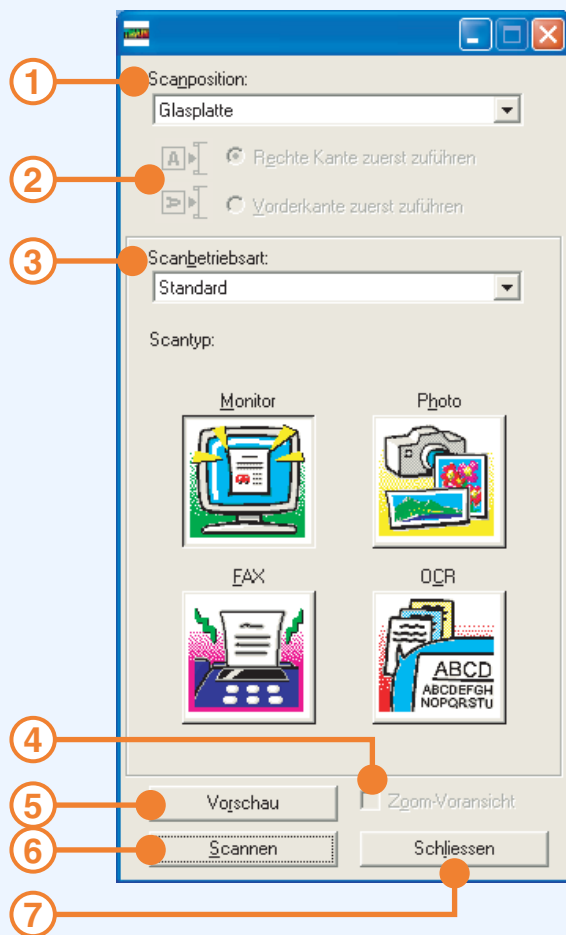 1
Scanposition:
Glasplatte
A
2
Rechte Kante zuerst zuführen
A
Vorderkante zuerst zuführen
3
Scanbetriebsart:
Standard
Scantyp:
Monitor
Photo
FAX
OCR
ABCD
ABCDEFGH
NOPQRSTU
4
5
Vorschau
Zoom-Voransicht
6
Scannen
Schliessen
7